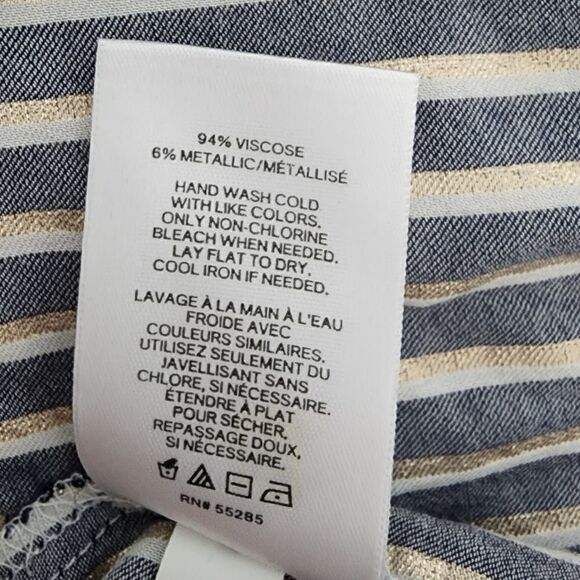 94% VISCOSE
6% METALLIC/MÉTALLISÉ
HAND WASH COLD
WITH LIKE COLORS.
ONLY NON-CHLORINE
BLEACH WHEN NEEDED.
LAY FLAT TO DRY.
COOL IRON IF NEEDED.
LAVAGE À LA MAIN À L'EAU
FROIDE AVEC
COULEURS SIMILAIRES.
UTILISEZ SEULEMENT DU
JAVELLISANT SANS
CHLORE, SI NÉCESSAIRE.
ÉTENDRE À PLAT
POUR SÉCHER.
REPASSAGE DOUX,
SI NÉCESSAIRE.
RN# 55285